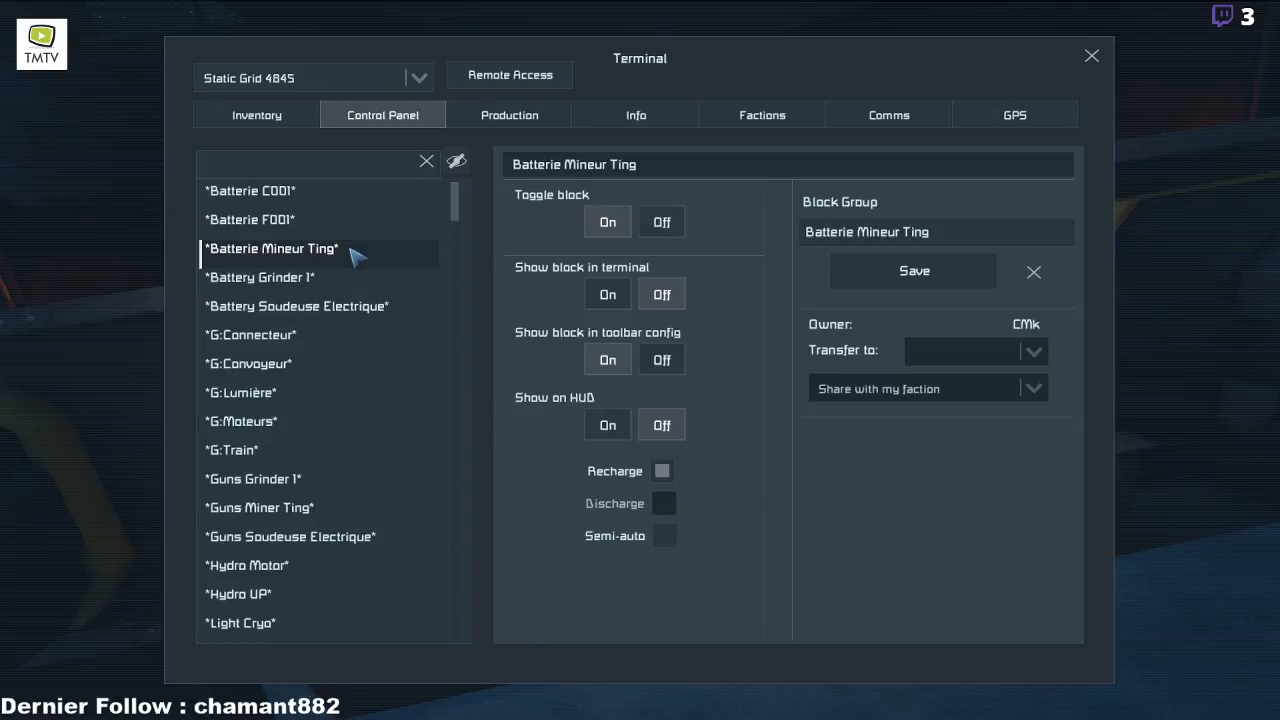 TMTV
3
Terminal
Static Grid 4845
Remote Access
Inventory
Control Panel
Production
Info
Factions
Comms
GPS
*Batterie C001*
*Batterie F001*
*Batterie Mineur Ting*
*Battery Grinder 1*
*Battery Soudeuse Electrique*
*G:Connecteur*
*G:Convoyeur*
*G:Lumière*
*G:Moteurs*
*G:Train*
*Guns Grinder 1*
*Guns Miner Ting*
*Guns Soudeuse Electrique*
*Hydro Motor*
*Hydro UP*
*Light Cryo*
Batterie Mineur Ting
Toggle block
On Off
Show block in terminal
On Off
Show block in toolbar config
On Off
Show on HUD
On Off
Recharge
Discharge
Semi-auto
Block Group
Batterie Mineur Ting
Save
Owner: CMk
Transfer to:
Share with my faction
Dernier Follow : chamant882